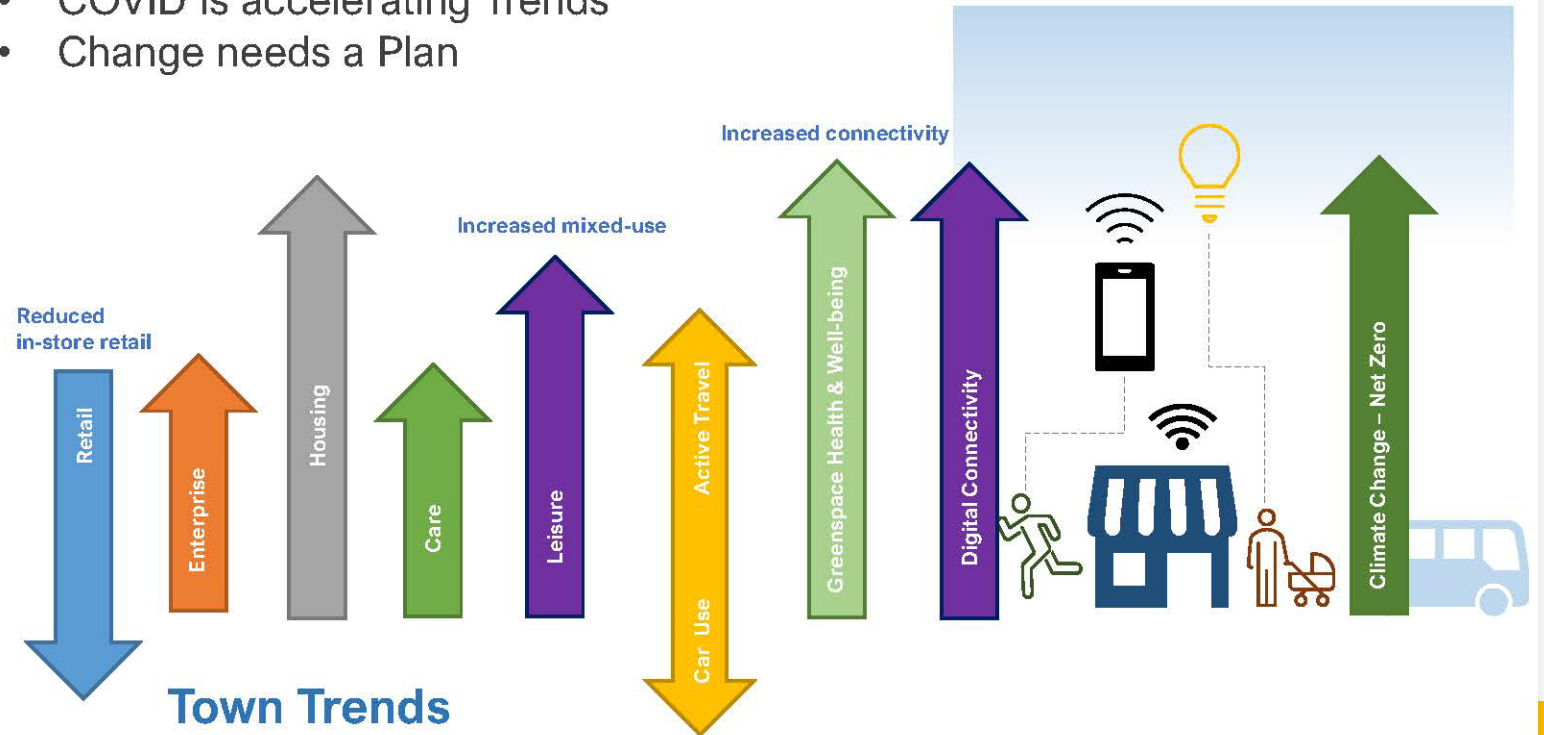 • COVID is accelerating Trends
• Change needs a Plan
Increased connectivity
Increased mixed-use
Reduced
in-store retail
Retail
Enterprise
Housing
Care
Leisure
Active Travel
Car Use
Greenspace Health & Well-being
Digital Connectivity
Climate Change – Net Zero
Town Trends